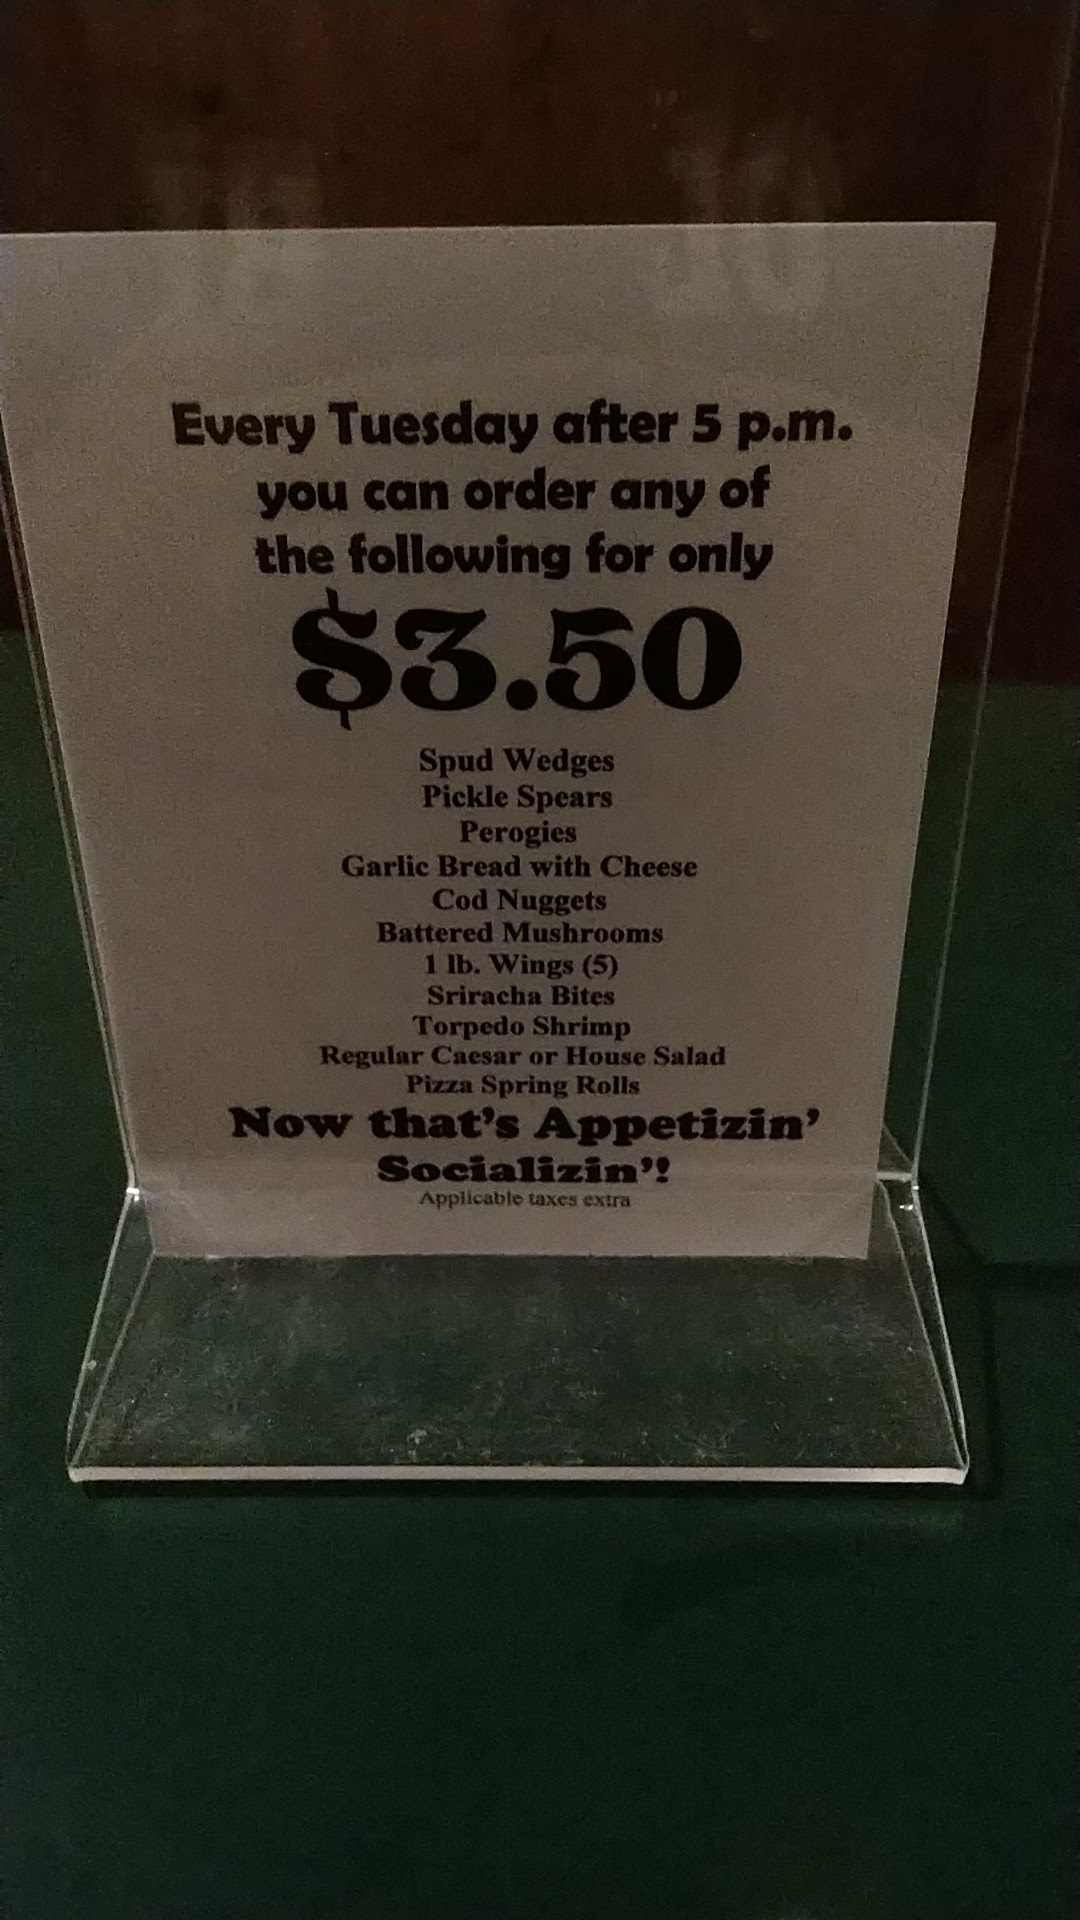 Every Tuesday after 5 p.m.
you can order any of
the following for only
$3.50
Spud Wedges
Pickle Spears
Perogies
Garlic Bread with Cheese
Cod Nuggets
Battered Mushrooms
1 lb. Wings (5)
Sriracha Bites
Torpedo Shrimp
Regular Caesar or House Salad
Pizza Spring Rolls
Now that's Appetizin'
Socializin'!
Applicable taxes extra